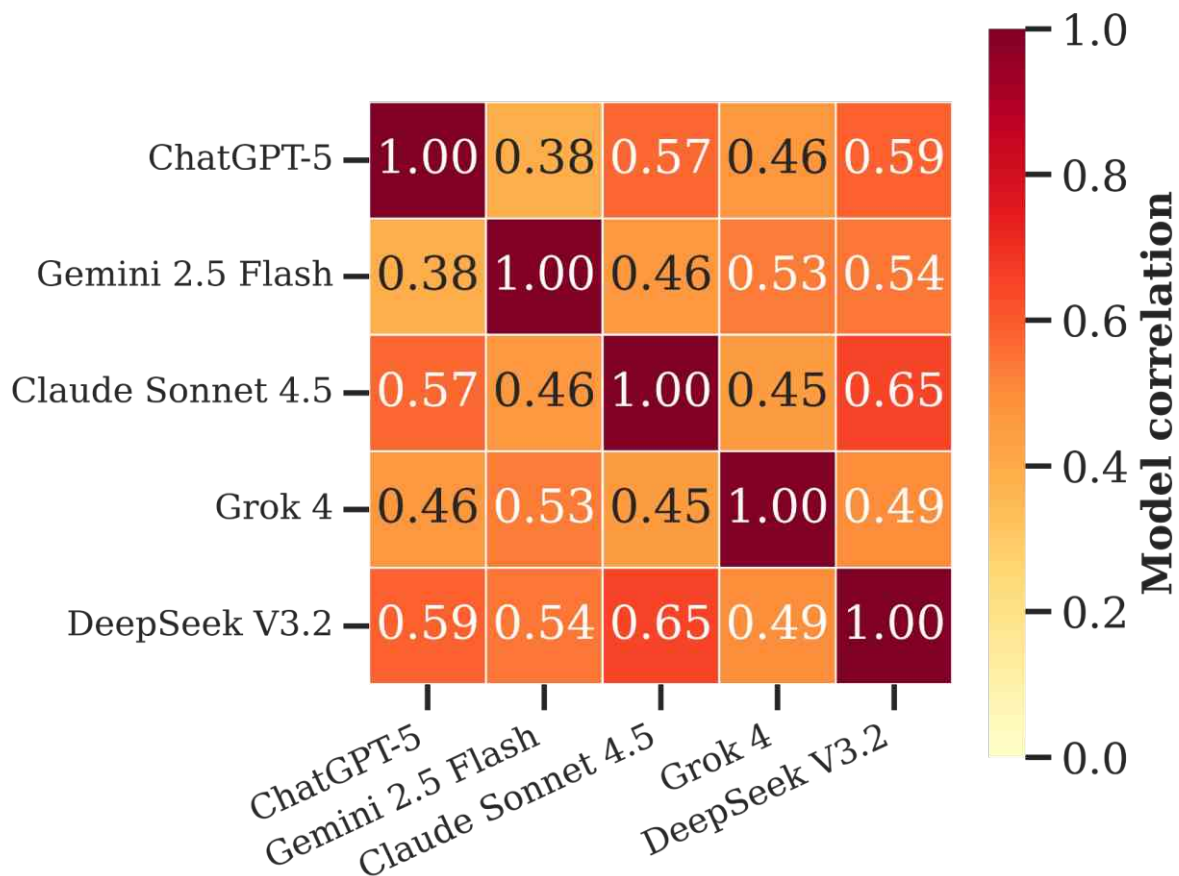 1.0
ChatGPT-5 1.00 0.38 0.57 0.46 0.59
0.8
Gemini 2.5 Flash 0.38 1.00 0.46 0.53 0.54
0.6
Claude Sonnet 4.5 0.57 0.46 1.00 0.45 0.65
0.4
Grok 4 0.46 0.53 0.45 1.00 0.49
0.2
DeepSeek V3.2 0.59 0.54 0.65 0.49 1.00
0.0
Model correlation
ChatGPT-5
Gemini 2.5 Flash
Claude Sonnet 4.5
Grok 4
DeepSeek V3.2